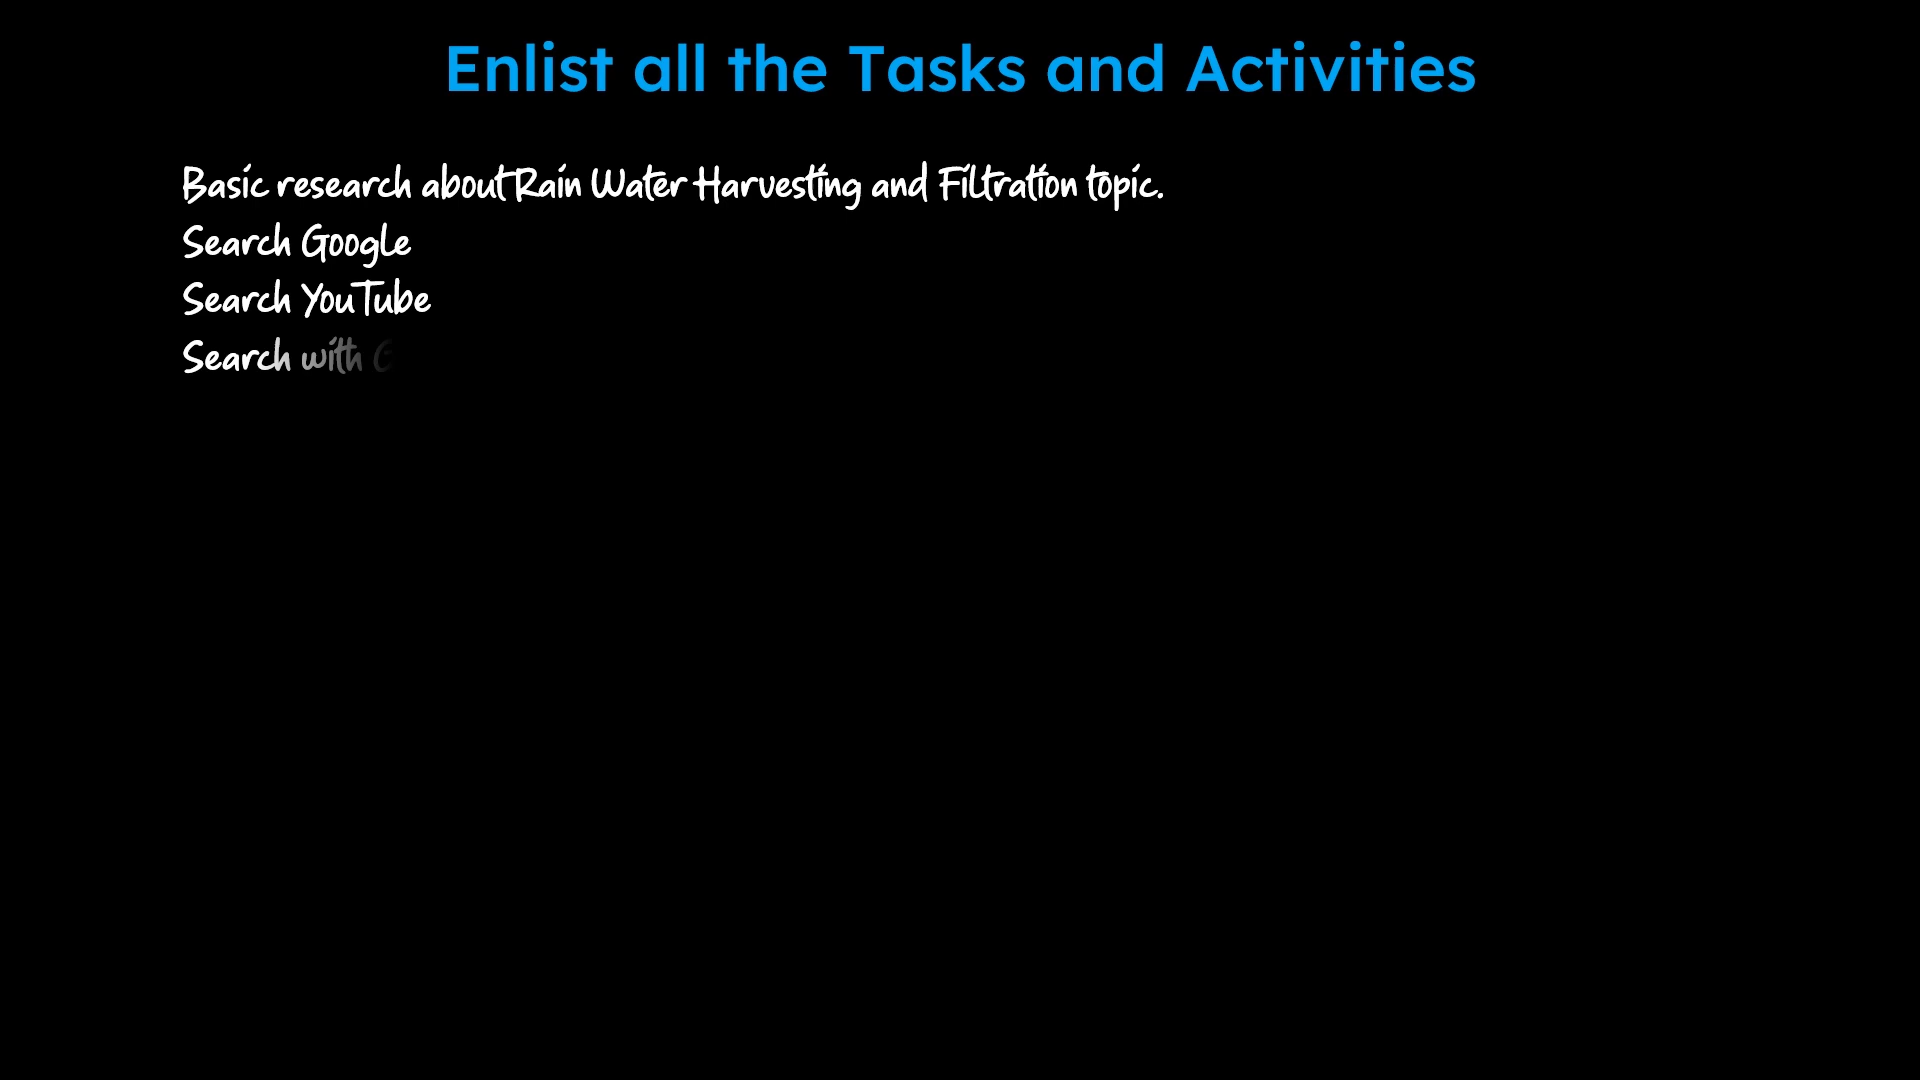 Enlist all the Tasks and Activities
Basic research about Rain Water Harvesting and Filtration topic.
Search Google
Search YouTube
Search with G